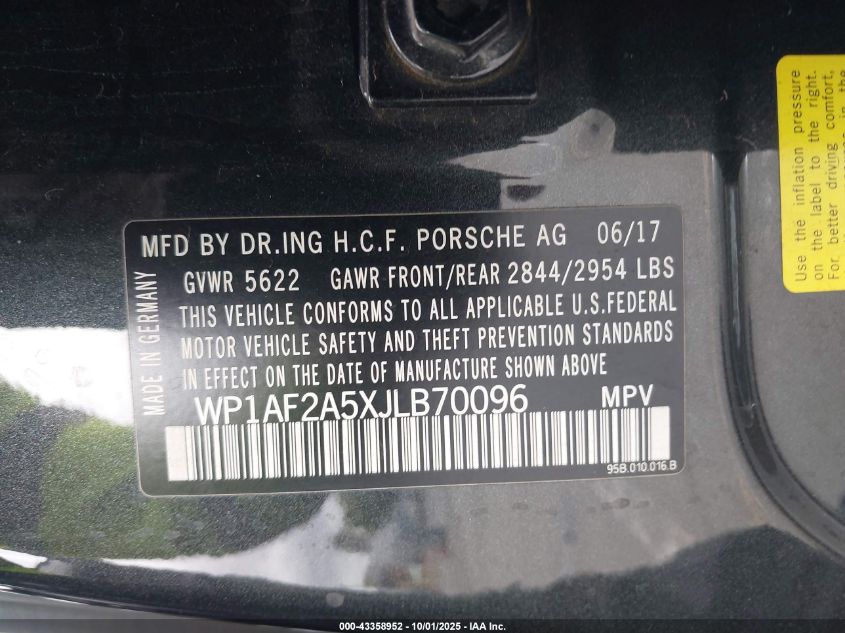 MFD BY DR.ING H.C.F. PORSCHE AG 06/17
GVWR 5622 GAWR FRONT/REAR 2844/2954 LBS
THIS VEHICLE CONFORMS TO ALL APPLICABLE U.S.FEDERAL
MOTOR VEHICLE SAFETY AND THEFT PREVENTION STANDARDS
IN EFFECT ON THE DATE OF MANUFACTURE SHOWN ABOVE
WP1AF2A5XJLB70096 MPV
95B.010.016.B
MADE IN GERMANY
Use the inflation pressure
on the label to the right.
For better driving comfort,
in the
000-43358952 - 10/01/2025 - IAA Inc.